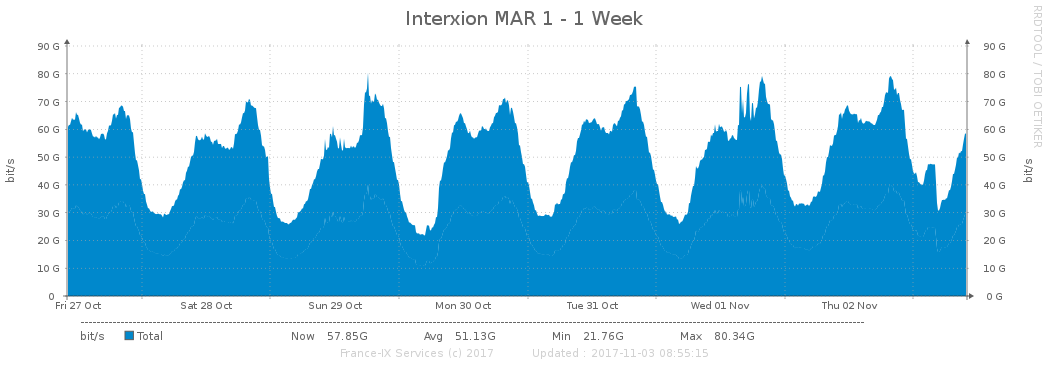 Interxion MAR 1 - 1 Week
RRDTOOL / TOBI OETIKER
bit/s
90 G
80 G
70 G
60 G
50 G
40 G
30 G
20 G
10 G
0
90 G
80 G
70 G
60 G
50 G
40 G
30 G
20 G
10 G
0 G
bit/s
Fri 27 Oct Sat 28 Oct Sun 29 Oct Mon 30 Oct Tue 31 Oct Wed 01 Nov Thu 02 Nov
bit/s Total Now 57.85G Avg 51.13G Min 21.76G Max 80.34G
France-IX Services (c) 2017 Updated : 2017-11-03 08:55:15